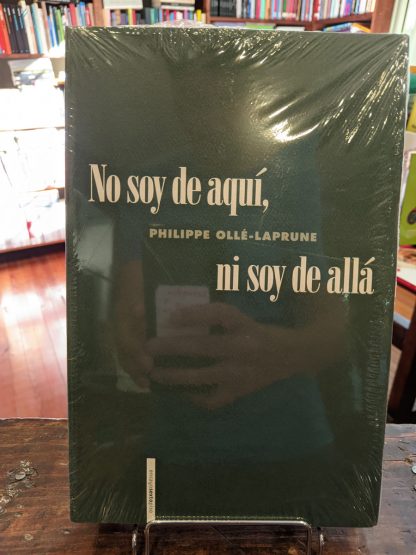 No soy de aquí,
PHILIPPE OLLÉ-LAPRUNE
ni soy de allá